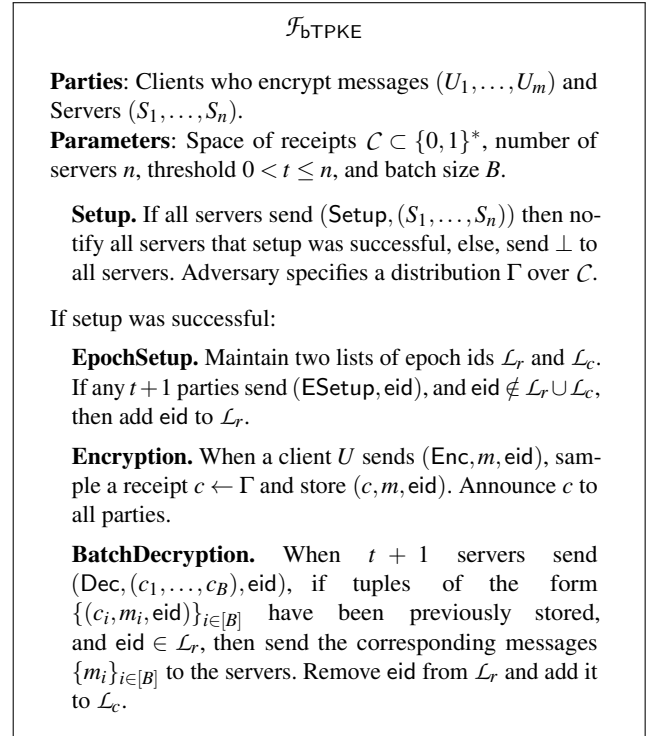 𝓕bTPKE
Parties: Clients who encrypt messages (U₁,…,Uₘ) and
Servers (S₁,…,Sₙ).
Parameters: Space of receipts 𝒞 ⊂ {0,1}*, number of
servers n, threshold 0 < t ≤ n, and batch size B.
Setup. If all servers send (Setup,(S₁,…,Sₙ)) then no-
tify all servers that setup was successful, else, send ⊥ to
all servers. Adversary specifies a distribution Γ over 𝒞.
If setup was successful:
EpochSetup. Maintain two lists of epoch ids ℒᵣ and ℒ_c.
If any t+1 parties send (ESetup,eid), and eid ∉ ℒᵣ∪ℒ_c,
then add eid to ℒᵣ.
Encryption. When a client U sends (Enc,m,eid), sam-
ple a receipt c ← Γ and store (c,m,eid). Announce c to
all parties.
BatchDecryption. When t + 1 servers send
(Dec,(c₁,…,c_B),eid), if tuples of the form
{(cᵢ,mᵢ,eid)}_{i∈[B]} have been previously stored,
and eid ∈ ℒᵣ, then send the corresponding messages
{mᵢ}_{i∈[B]} to the servers. Remove eid from ℒᵣ and add it
to ℒ_c.